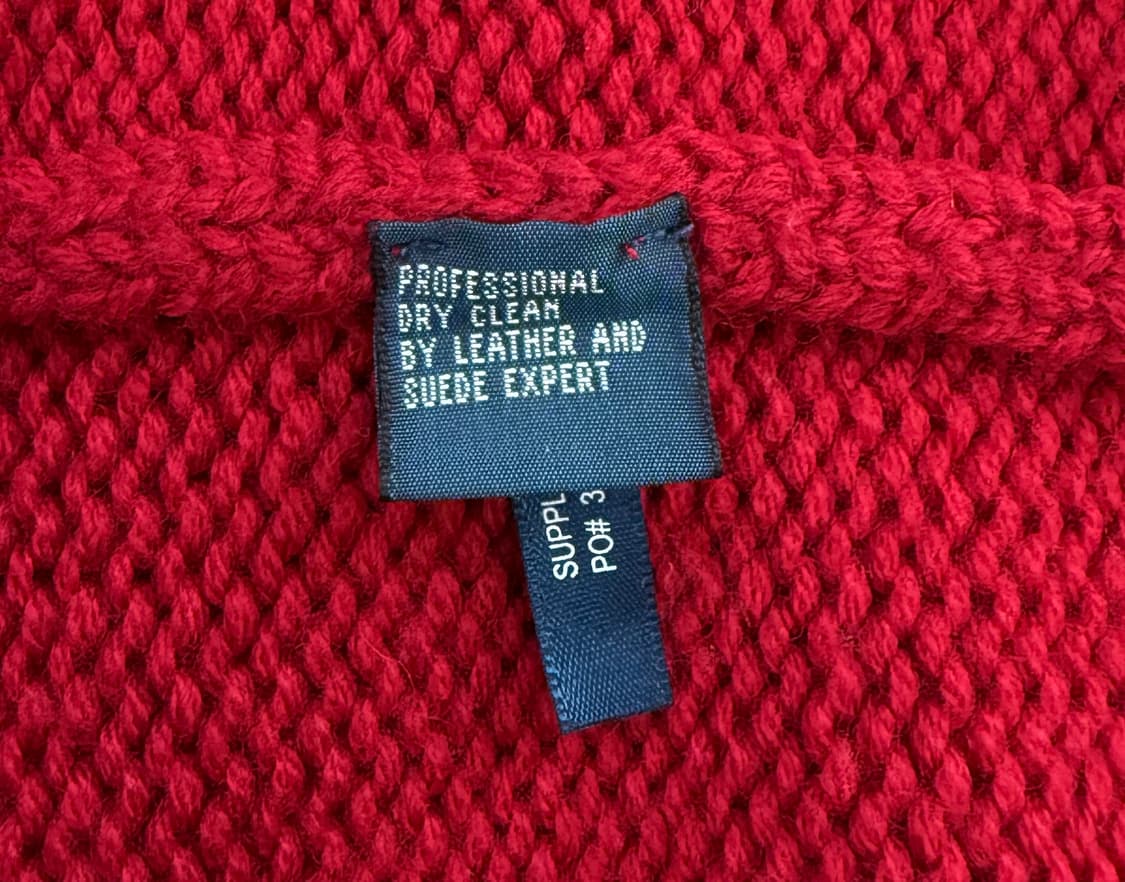 PROFESSIONAL
DRY CLEAN
BY LEATHER AND
SUEDE EXPERT
SUPPL
PO# 3